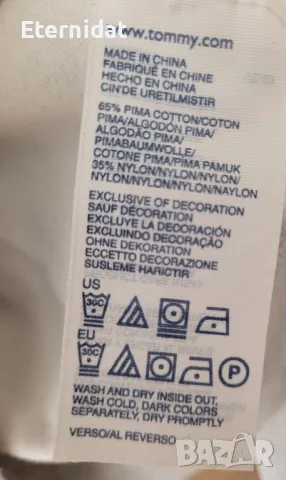 Eternidat
www.tommy.com
MADE IN CHINA
FABRIQUÉ EN CHINE
HECHO EN CHINA
CIN'DE URETILMISTIR
65% PIMA COTTON/COTON
PIMA/ALGODÓN PIMA/
ALGODÃO PIMA/
PIMABAUMWOLLE/
COTONE PIMA/PIMA PAMUK
35% NYLON/NYLON/NYLON/
NYLON/NYLON/NYLON/NAYLON
EXCLUSIVE OF DECORATION
SAUF DÉCORATION
EXCLUYE LA DECORACIÓN
EXCLUINDO DECORAÇÃO
OHNE DEKORATION
ECCETTO DECORAZIONE
SUSLEME HARICTIR
US
30C
EU
30C
P
WASH AND DRY INSIDE OUT,
WASH COLD, DARK COLORS
SEPARATELY, DRY PROMPTLY
VERSO/AL REVERSO
BAZAR